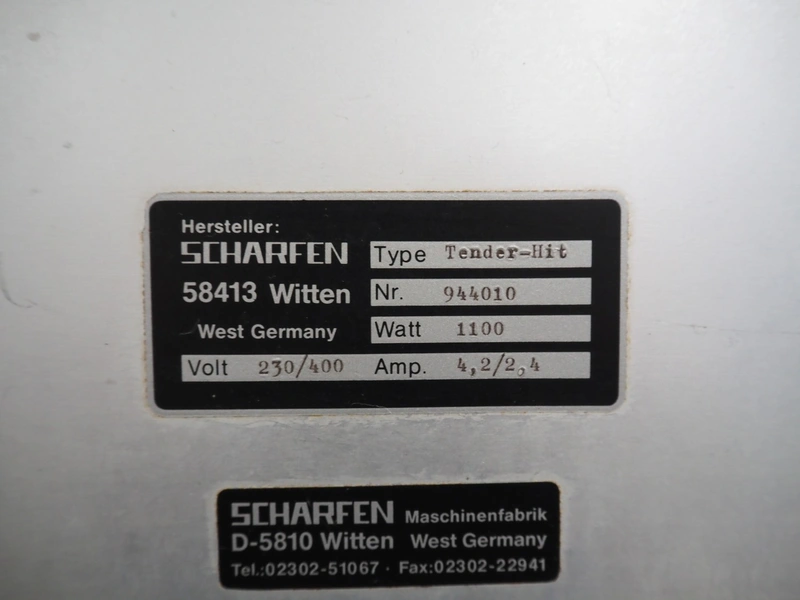 Hersteller:
SCHARFEN
Type Tender-Hit
58413 Witten
Nr. 944010
West Germany
Watt 1100
Volt 230/400 Amp. 4,2/2,4
SCHARFEN Maschinenfabrik
D-5810 Witten West Germany
Tel.:02302-51067 · Fax:02302-22941